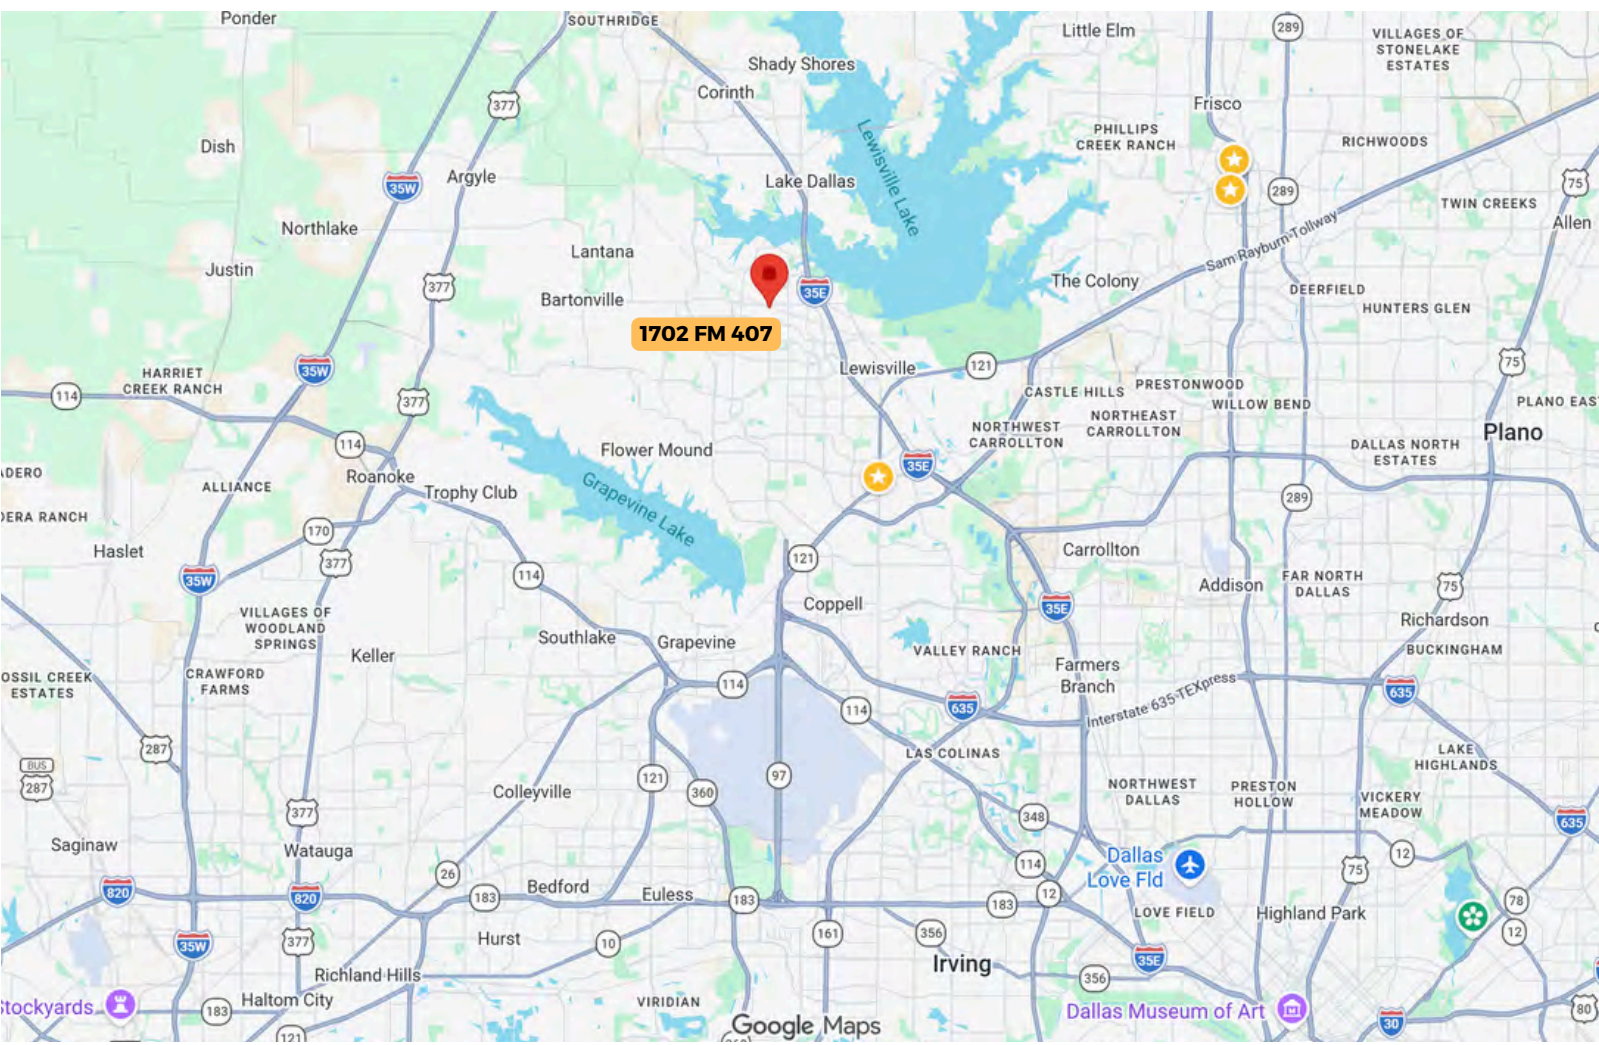 Ponder
SOUTHRIDGE
Little Elm
289
VILLAGES OF
STONELAKE
ESTATES
Shady Shores
Corinth
377
Frisco
PHILLIPS
CREEK RANCH
RICHWOODS
Dish
Lewisville Lake
35W
Argyle
Lake Dallas
289
75
TWIN CREEKS
Allen
Northlake
Sam Rayburn Tollway
Lantana
Justin
377
35E
The Colony
DEERFIELD
Bartonville
HUNTERS GLEN
1702 FM 407
35W
HARRIET
CREEK RANCH
Lewisville
121
75
114
377
CASTLE HILLS
PRESTONWOOD
WILLOW BEND
PLANO EAS
NORTHEAST
CARROLLTON
NORTHWEST
CARROLLTON
Plano
114
Flower Mound
35E
DALLAS NORTH
ESTATES
ADERO
Roanoke
ALLIANCE
Trophy Club
Grapevine Lake
289
DERA RANCH
170
Haslet
377
121
Carrollton
35W
114
Addison
FAR NORTH
DALLAS
75
VILLAGES OF
WOODLAND
SPRINGS
Coppell
35E
Richardson
Southlake
Grapevine
Keller
VALLEY RANCH
BUCKINGHAM
OSSIL CREEK
ESTATES
CRAWFORD
FARMS
Farmers
Branch
114
635
635
Interstate 635 TEXpress
114
287
LAS COLINAS
LAKE
HIGHLANDS
BUS
287
121
97
360
Colleyville
NORTHWEST
DALLAS
PRESTON
HOLLOW
VICKERY
MEADOW
377
348
635
Saginaw
Watauga
114
Dallas
Love Fld
12
75
26
820
820
Bedford
Euless
183
183
183
12
78
LOVE FIELD
Highland Park
12
35W
377
Hurst
10
161
356
Irving
35E
Richland Hills
356
Stockyards
183
Haltom City
VIRIDIAN
Dallas Museum of Art
30
80
121
Google Maps
360